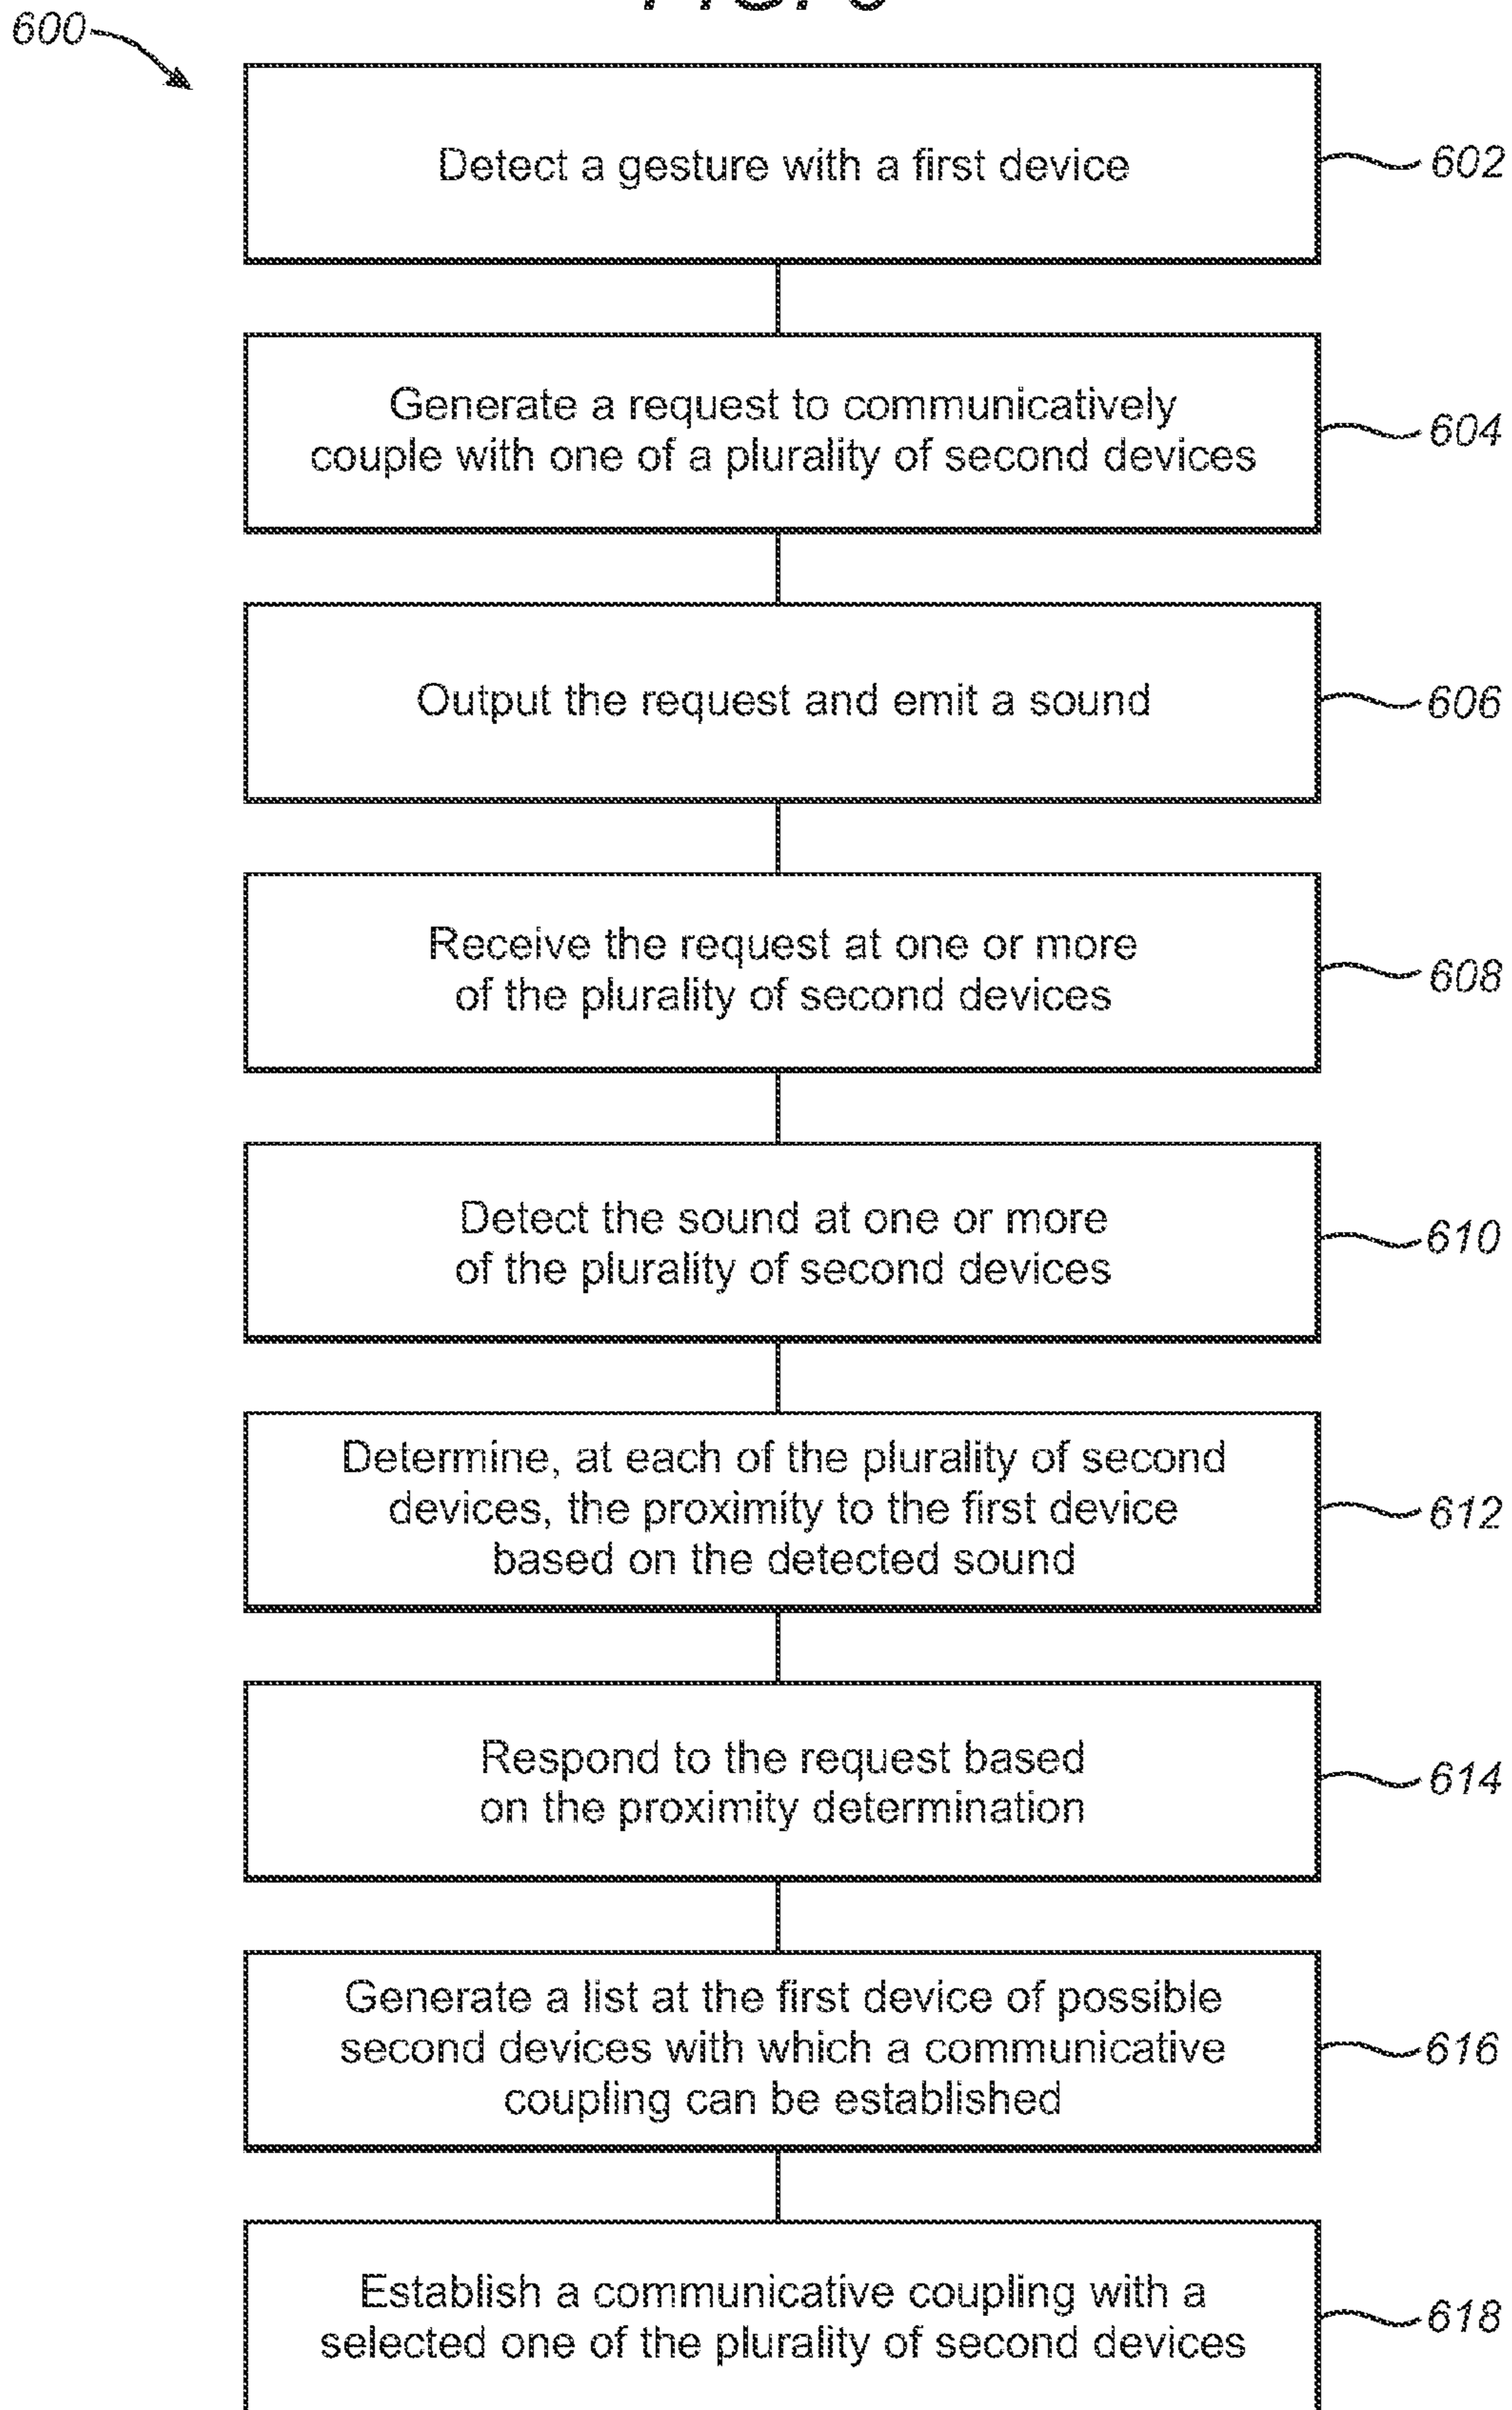 600
Detect a gesture with a first device
602
Generate a request to communicatively
couple with one of a plurality of second devices
604
Output the request and emit a sound
606
Receive the request at one or more
of the plurality of second devices
608
Detect the sound at one or more
of the plurality of second devices
610
Determine, at each of the plurality of second
devices, the proximity to the first device
based on the detected sound
612
Respond to the request based
on the proximity determination
614
Generate a list at the first device of possible
second devices with which a communicative
coupling can be established
616
Establish a communicative coupling with a
selected one of the plurality of second devices
618